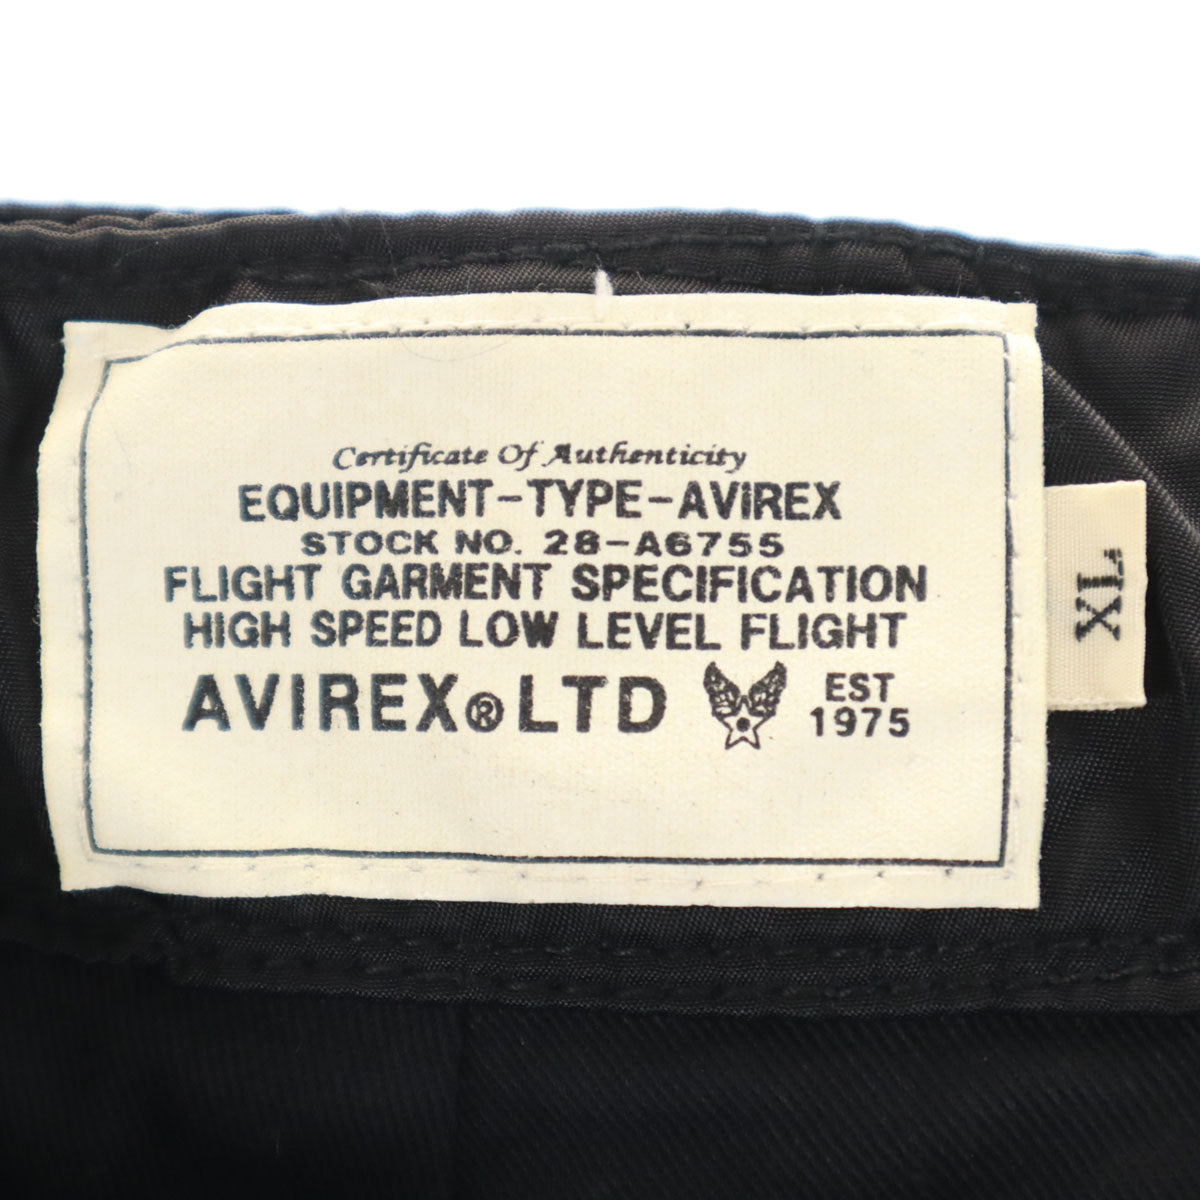 Certificate Of Authenticity
EQUIPMENT-TYPE-AVIREX
STOCK NO. 28-A6755
FLIGHT GARMENT SPECIFICATION
HIGH SPEED LOW LEVEL FLIGHT
AVIREX® LTD
EST
1975
XL